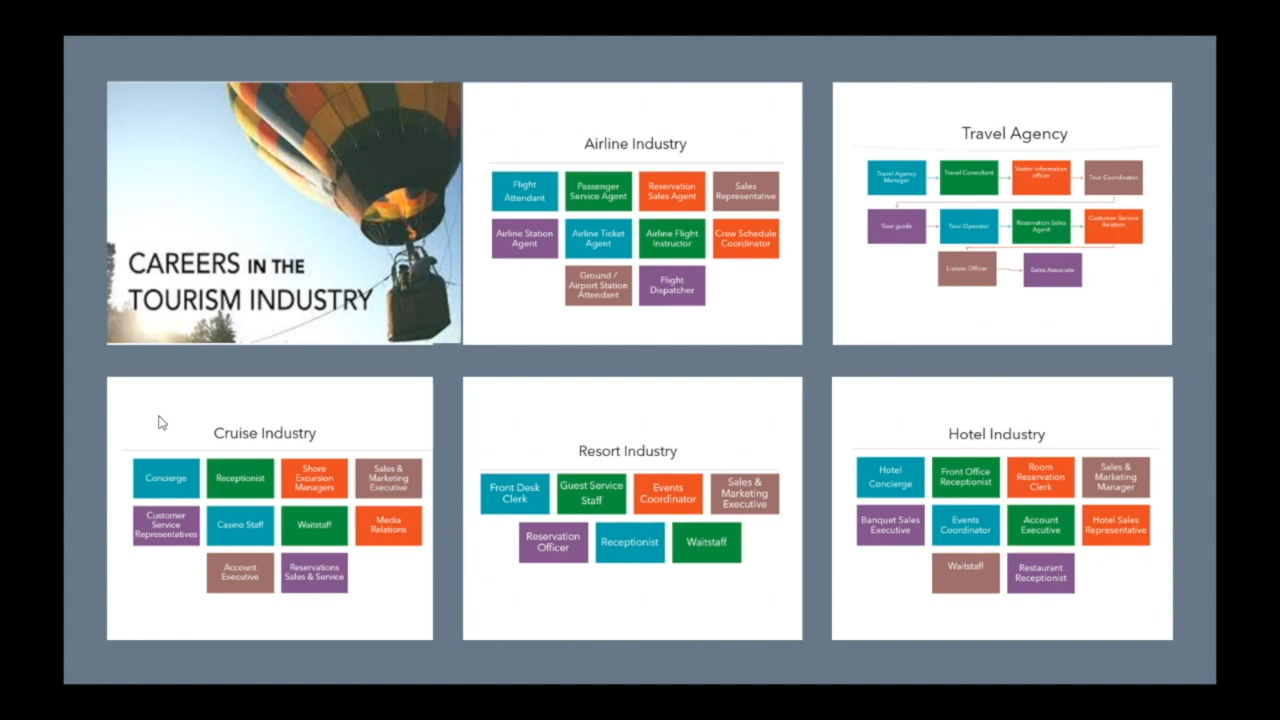 CAREERS IN THE
TOURISM INDUSTRY
Airline Industry
Flight
Attendant
Passenger
Service Agent
Reservation
Sales Agent
Sales
Representative
Airline Station
Agent
Airline Ticket
Agent
Airline Flight
Instructor
Crew Schedule
Coordinator
Ground /
Airport Station
Attendant
Flight
Dispatcher
Travel Agency
Travel Agency
Manager
Travel Consultant
Visitor information
officer
Tour Coordinator
Tour guide
Tour Operator
Reservation Sales
Agent
Customer Service
Relation
Liaison Officer
Sales Associate
Cruise Industry
Concierge
Receptionist
Shore
Excursion
Managers
Sales &
Marketing
Executive
Customer
Service
Representatives
Casino Staff
Waitstaff
Media
Relations
Account
Executive
Reservations
Sales & Service
Resort Industry
Front Desk
Clerk
Guest Service
Staff
Events
Coordinator
Sales &
Marketing
Executive
Reservation
Officer
Receptionist
Waitstaff
Hotel Industry
Hotel
Concierge
Front Office
Receptionist
Room
Reservation
Clerk
Sales &
Marketing
Manager
Banquet Sales
Executive
Events
Coordinator
Account
Executive
Hotel Sales
Representative
Waitstaff
Restaurant
Receptionist